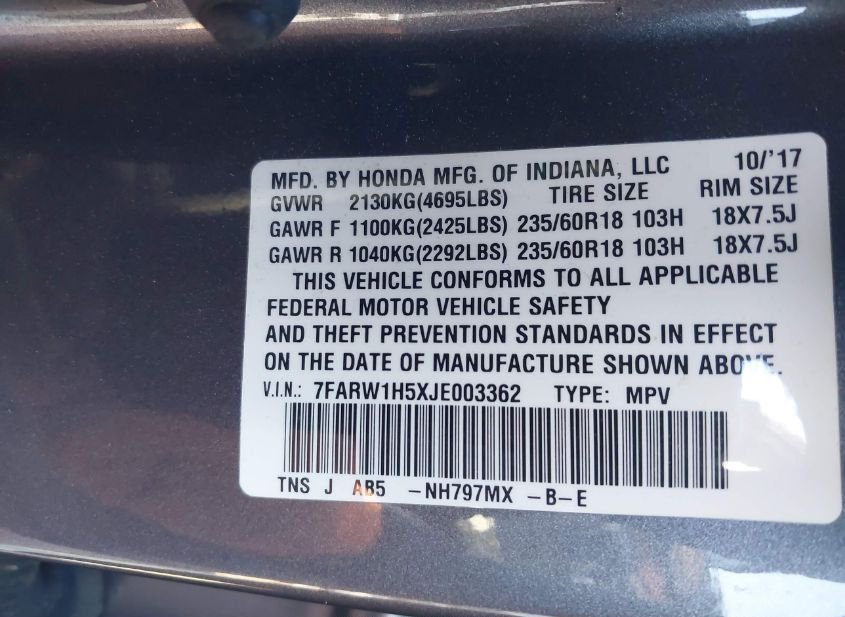 MFD. BY HONDA MFG. OF INDIANA, LLC 10/'17
GVWR 2130KG(4695LBS) TIRE SIZE RIM SIZE
GAWR F 1100KG(2425LBS) 235/60R18 103H 18X7.5J
GAWR R 1040KG(2292LBS) 235/60R18 103H 18X7.5J
THIS VEHICLE CONFORMS TO ALL APPLICABLE
FEDERAL MOTOR VEHICLE SAFETY
AND THEFT PREVENTION STANDARDS IN EFFECT
ON THE DATE OF MANUFACTURE SHOWN ABOVE.
V.I.N.: 7FARW1H5XJE003362 TYPE: MPV
TNS J AB5 -NH797MX -B-E